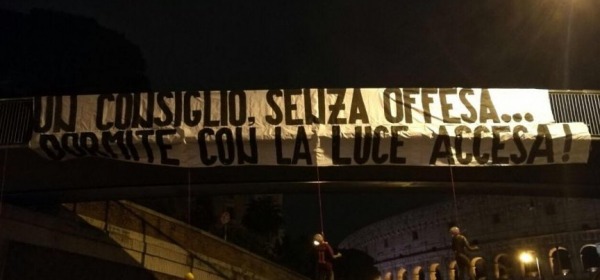 UN CONSIGLIO, SENZA OFFESA...
DORMITE CON LA LUCE ACCESA!